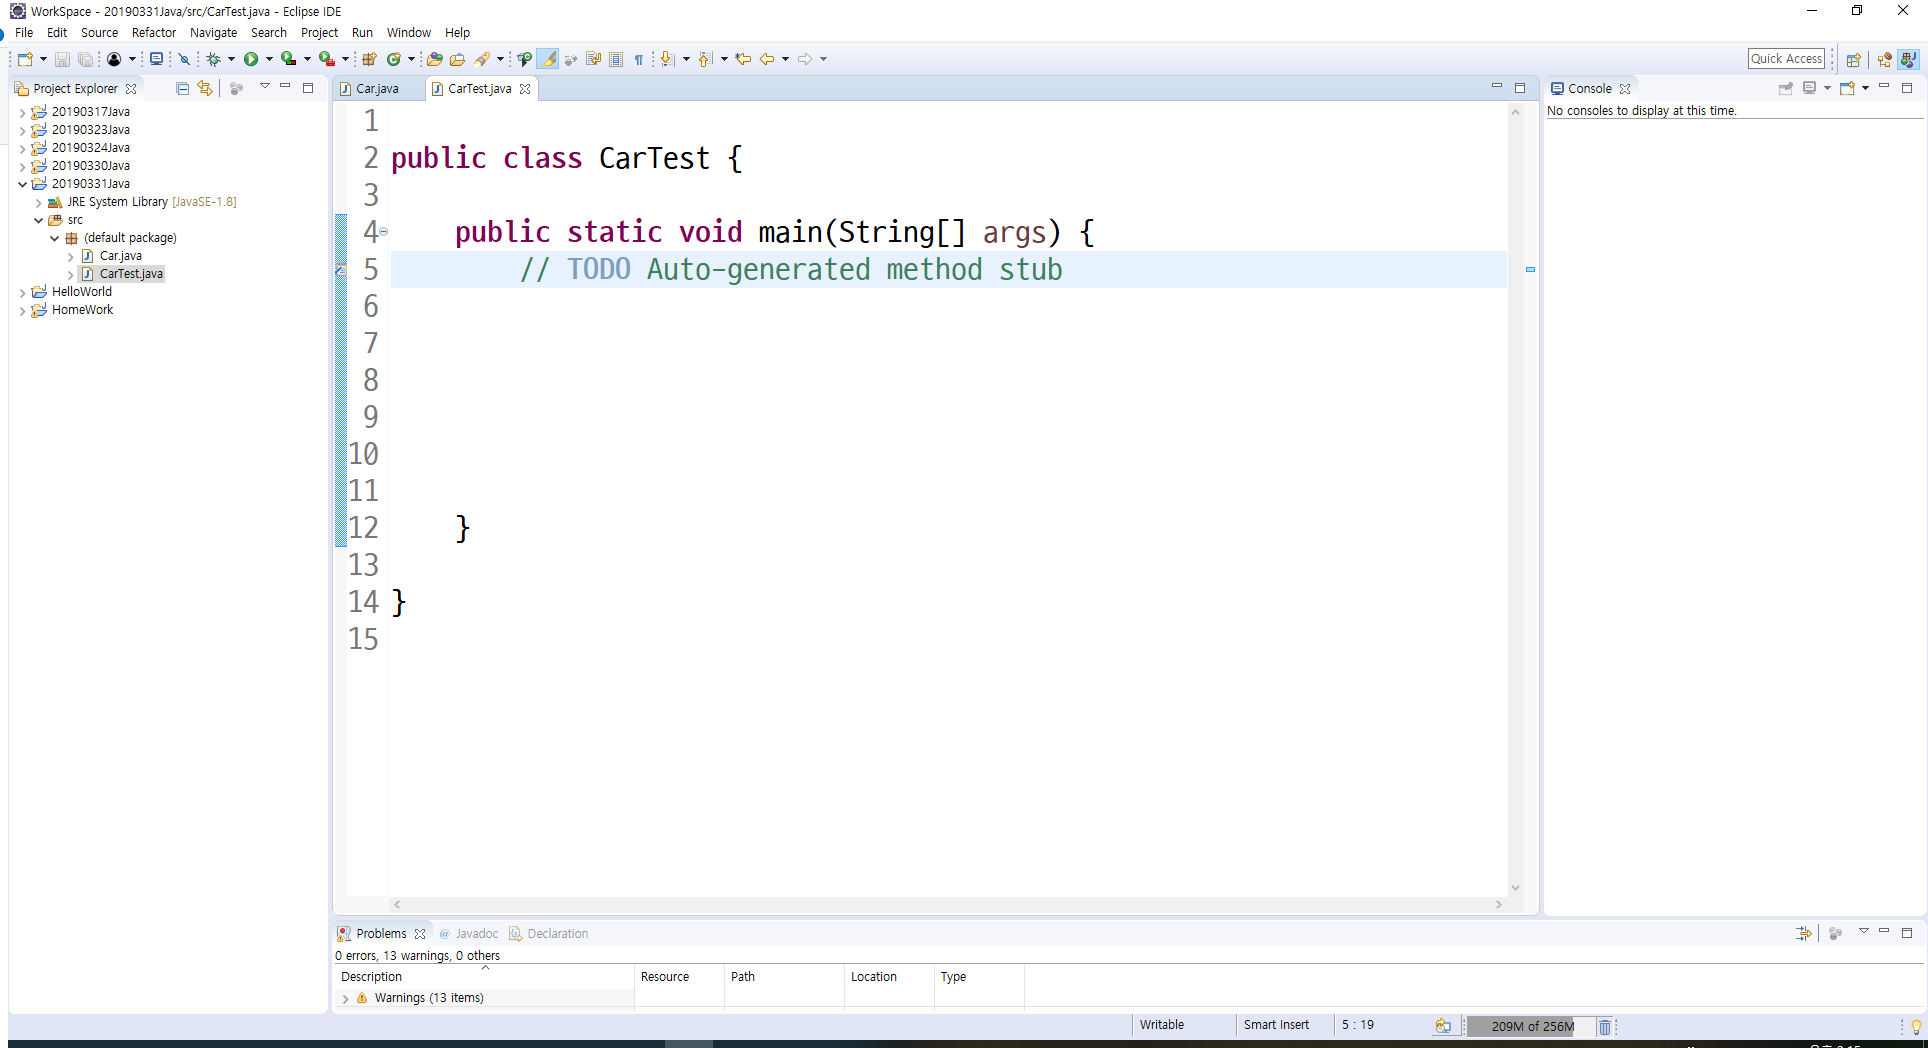 WorkSpace - 20190331Java/src/CarTest.java - Eclipse IDE
File Edit Source Refactor Navigate Search Project Run Window Help
Quick Access
Project Explorer
20190317Java
20190323Java
20190324Java
20190330Java
20190331Java
JRE System Library [JavaSE-1.8]
src
(default package)
Car.java
CarTest.java
HelloWorld
HomeWork
Car.java CarTest.java
1
2 public class CarTest {
3
4 public static void main(String[] args) {
5 // TODO Auto-generated method stub
6
7
8
9
10
11
12 }
13
14 }
15
Console
No consoles to display at this time.
Problems @ Javadoc Declaration
0 errors, 13 warnings, 0 others
Description Resource Path Location Type
Warnings (13 items)
Writable Smart Insert 5 : 19 209M of 256M